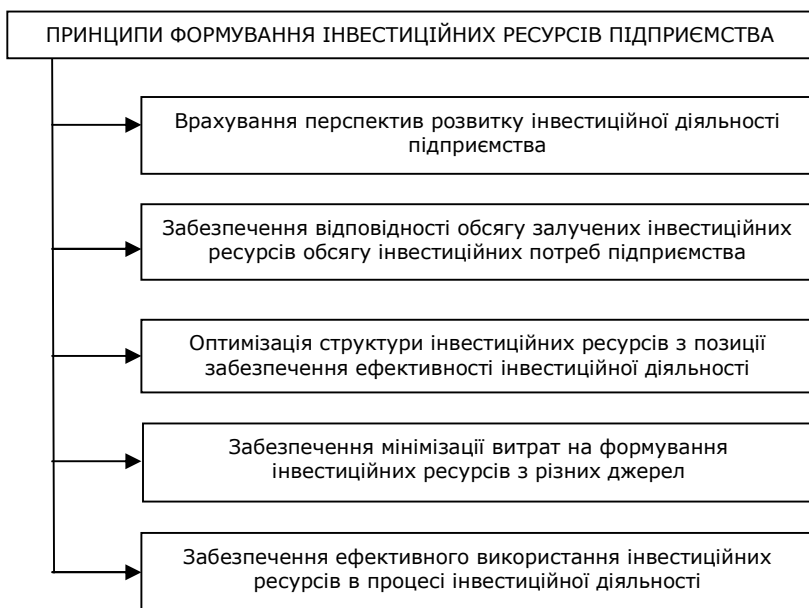 ПРИНЦИПИ ФОРМУВАННЯ ІНВЕСТИЦІЙНИХ РЕСУРСІВ ПІДПРИЄМСТВА
Врахування перспектив розвитку інвестиційної діяльності
підприємства
Забезпечення відповідності обсягу залучених інвестиційних
ресурсів обсягу інвестиційних потреб підприємства
Оптимізація структури інвестиційних ресурсів з позиції
забезпечення ефективності інвестиційної діяльності
Забезпечення мінімізації витрат на формування
інвестиційних ресурсів з різних джерел
Забезпечення ефективного використання інвестиційних
ресурсів в процесі інвестиційної діяльності